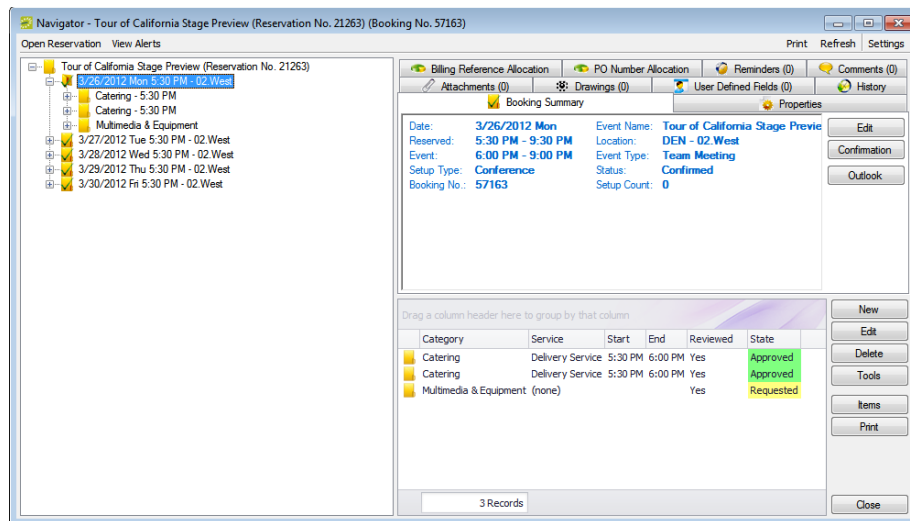 Navigator - Tour of California Stage Preview (Reservation No. 21263) (Booking No. 57163)
Open Reservation View Alerts Print Refresh Settings
Tour of California Stage Preview (Reservation No. 21263)
3/26/2012 Mon 5:30 PM - 02.West
Catering - 5:30 PM
Catering - 5:30 PM
Multimedia & Equipment
3/27/2012 Tue 5:30 PM - 02.West
3/28/2012 Wed 5:30 PM - 02.West
3/29/2012 Thu 5:30 PM - 02.West
3/30/2012 Fri 5:30 PM - 02.West
Billing Reference Allocation PO Number Allocation Reminders (0) Comments (0)
Attachments (0) Drawings (0) User Defined Fields (0) History
Booking Summary Properties
Date: 3/26/2012 Mon Event Name: Tour of California Stage Previe
Reserved: 5:30 PM - 9:30 PM Location: DEN - 02.West
Event: 6:00 PM - 9:00 PM Event Type: Team Meeting
Setup Type: Conference Status: Confirmed
Booking No.: 57163 Setup Count: 0
Edit
Confirmation
Outlook
Drag a column header here to group by that column
Category Service Start End Reviewed State
Catering Delivery Service 5:30 PM 6:00 PM Yes Approved
Catering Delivery Service 5:30 PM 6:00 PM Yes Approved
Multimedia & Equipment (none) Yes Requested
3 Records
New
Edit
Delete
Tools
Items
Print
Close